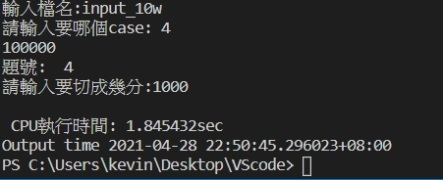 輸入檔名:input_10w
請輸入要哪個case: 4
100000
題號:  4
請輸入要切成幾分:1000

 CPU執行時間: 1.845432sec
Output time 2021-04-28 22:50:45.296023+08:00
PS C:\Users\kevin\Desktop\VScode>